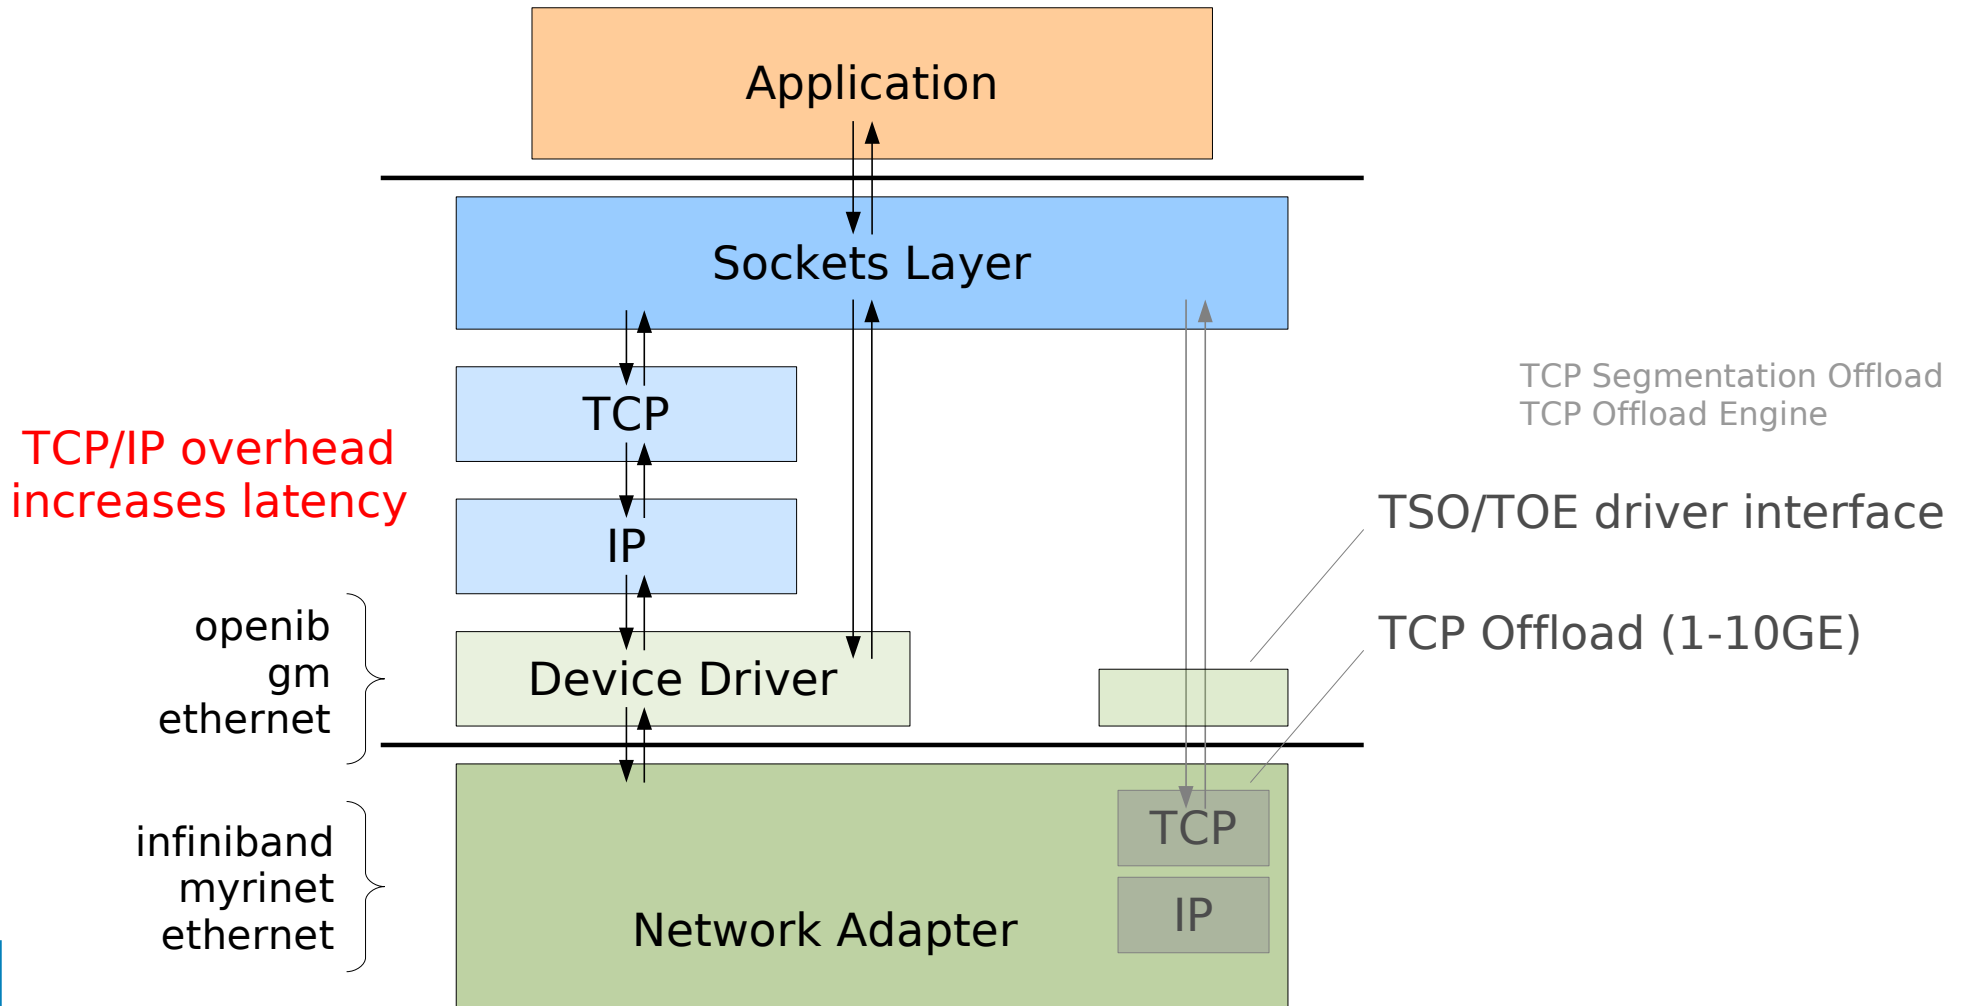 Application
Sockets Layer
TCP Segmentation Offload
TCP Offload Engine
TCP
TCP/IP overhead
increases latency
TSO/TOE driver interface
IP
TCP Offload (1-10GE)
openib
gm
ethernet
Device Driver
infiniband
myrinet
ethernet
TCP
IP
Network Adapter